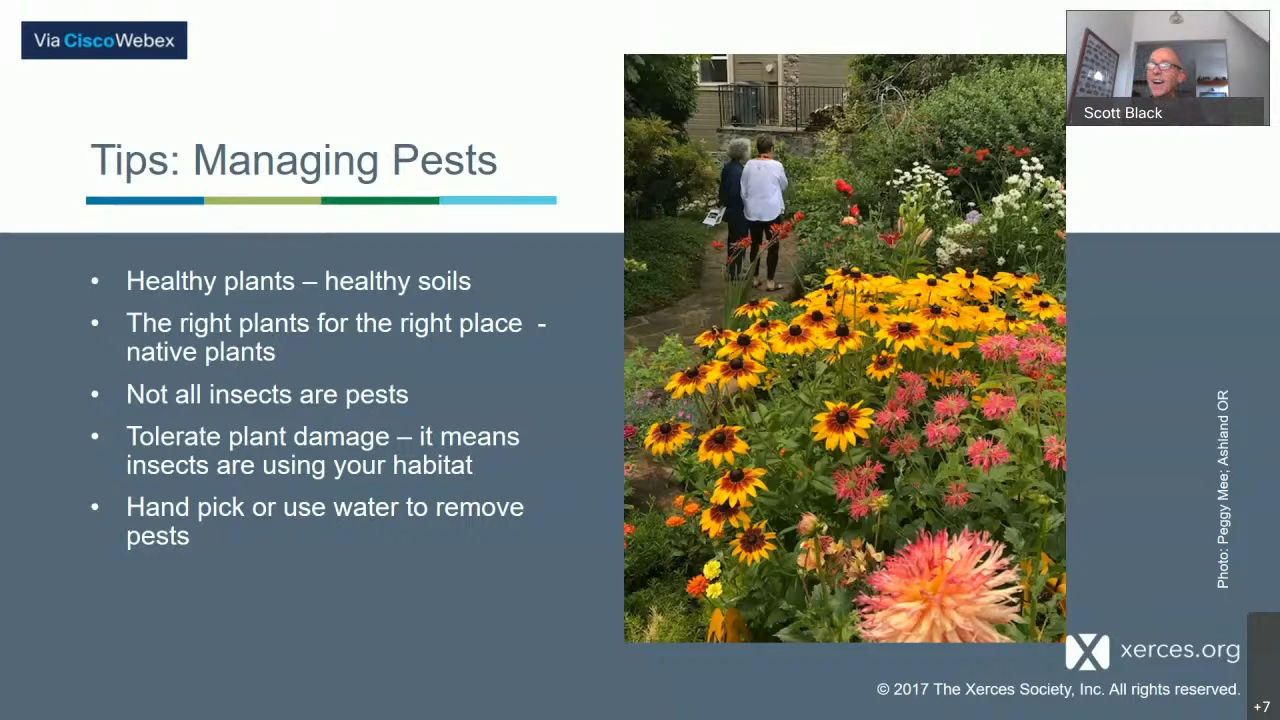 Via CiscoWebex
Scott Black
Tips: Managing Pests
• Healthy plants – healthy soils
• The right plants for the right place -
native plants
• Not all insects are pests
• Tolerate plant damage – it means
insects are using your habitat
• Hand pick or use water to remove
pests
Photo: Peggy Mee; Ashland OR
xerces.org
© 2017 The Xerces Society, Inc. All rights reserved.
+7